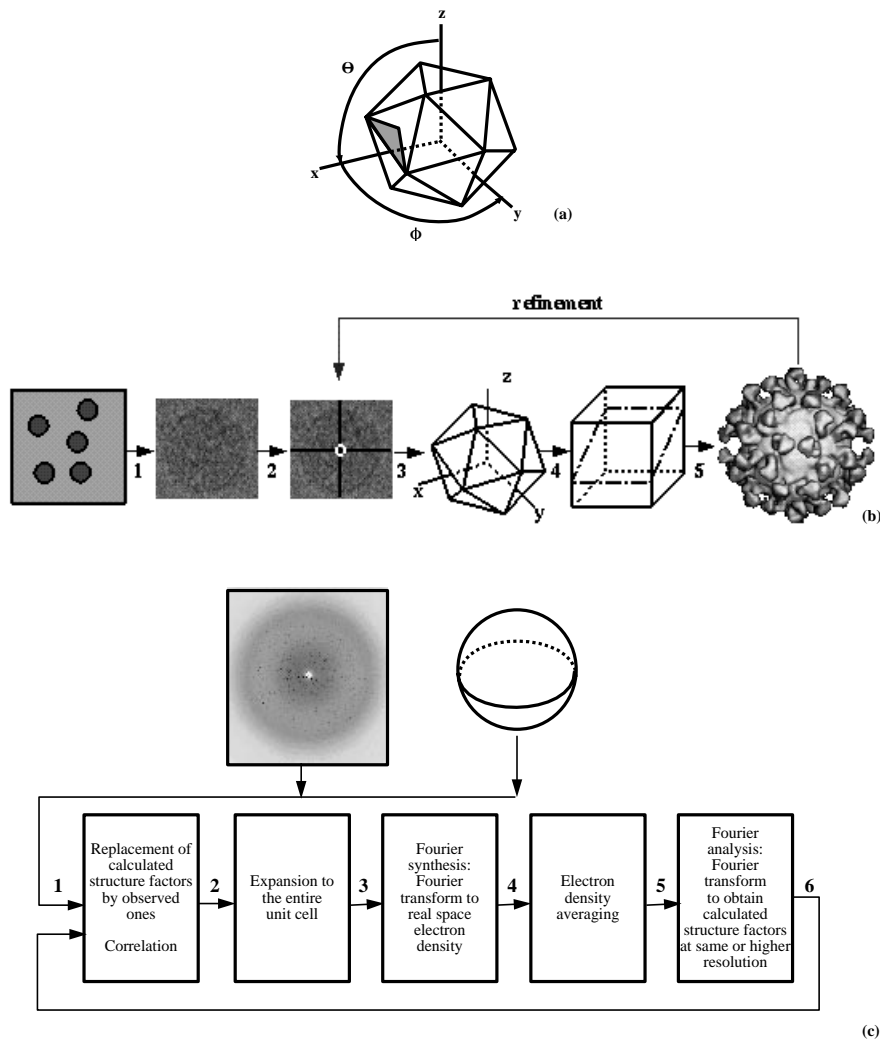 z
Θ
x
y
(a)
ϕ
refinement
z
1
2
3
4
5
x
y
(b)
Replacement of
calculated
structure factors
by observed
ones
Correlation
Expansion to
the entire
unit cell
Fourier
synthesis:
Fourier
transform to
real space
electron
density
Electron
density
averaging
Fourier
analysis:
Fourier
transform
to obtain
calculated
structure factors
at same or higher
resolution
1
2
3
4
5
6
(c)